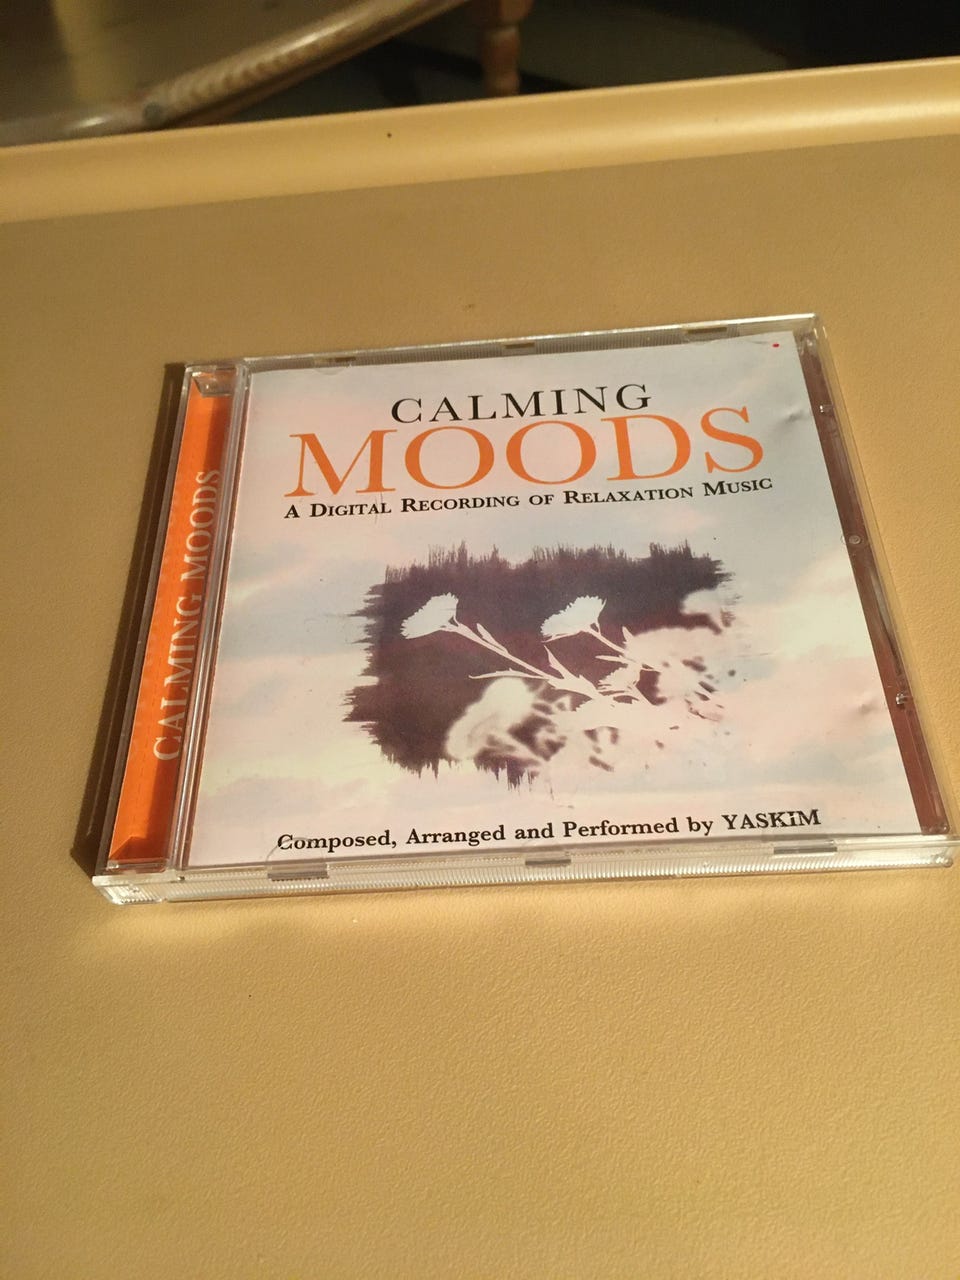 CALMING
MOODS
A DIGITAL RECORDING OF RELAXATION MUSIC
Composed, Arranged and Performed by YASKiM
CALMING MOODS